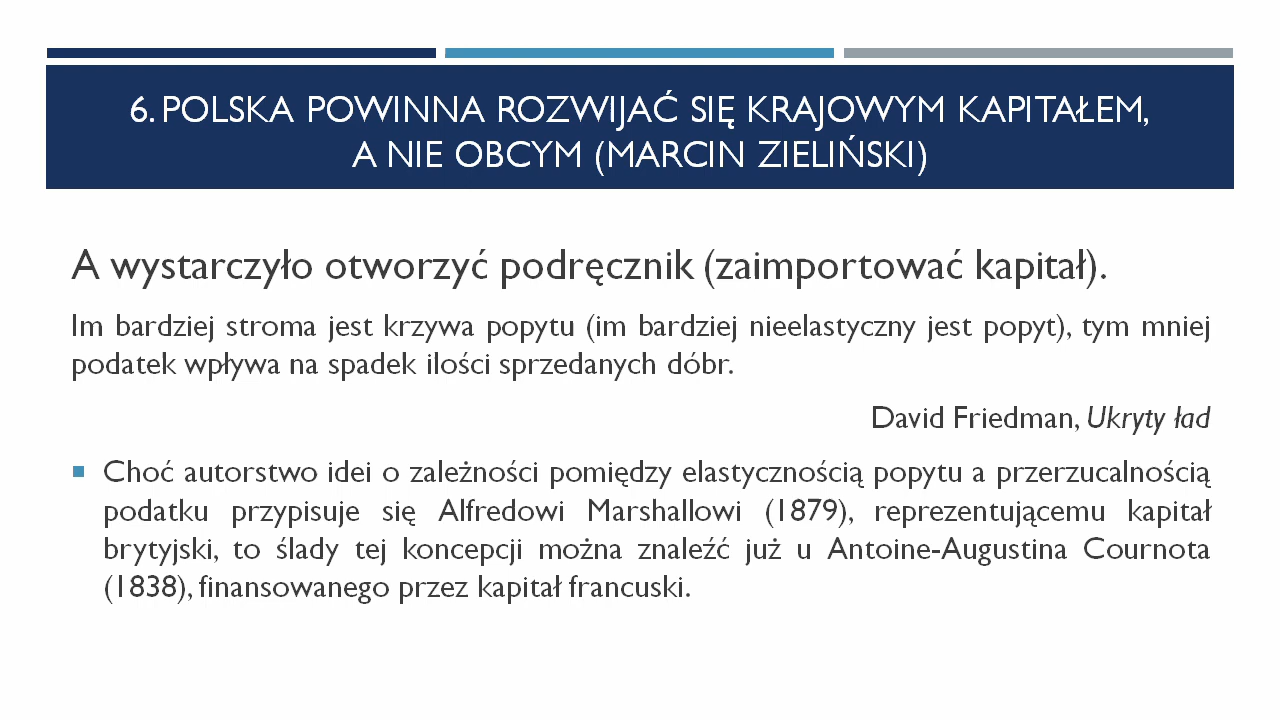 6. POLSKA POWINNA ROZWIJAĆ SIĘ KRAJOWYM KAPITAŁEM,
A NIE OBCYM (MARCIN ZIELIŃSKI)
A wystarczyło otworzyć podręcznik (zaimportować kapitał).
Im bardziej stroma jest krzywa popytu (im bardziej nieelastyczny jest popyt), tym mniej
podatek wpływa na spadek ilości sprzedanych dóbr.
David Friedman, Ukryty ład
Choć autorstwo idei o zależności pomiędzy elastycznością popytu a przerzucalnością
podatku przypisuje się Alfredowi Marshallowi (1879), reprezentującemu kapitał
brytyjski, to ślady tej koncepcji można znaleźć już u Antoine-Augustina Cournota
(1838), finansowanego przez kapitał francuski.